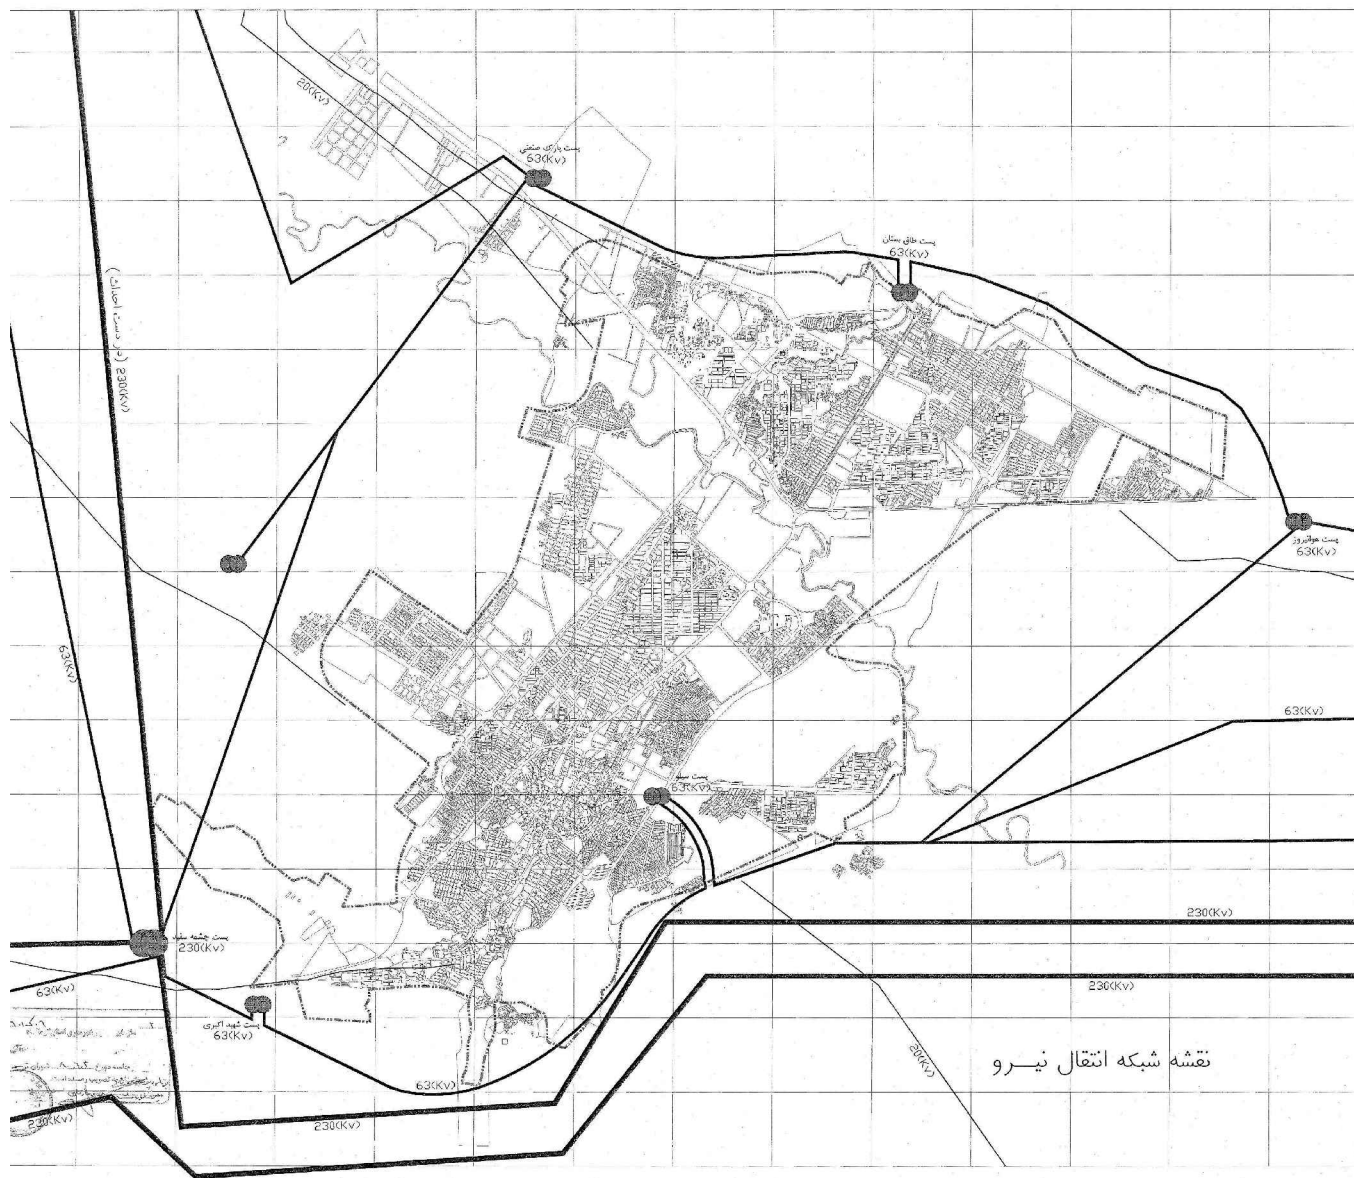 20(Kv)
پست پارک صنعتی
63(Kv)
پست طاق بستان
63(Kv)
230(Kv)
پست هوانیروز
63(Kv)
63(Kv)
63(Kv)
پست
63(Kv)
پست چشمه سفید
230(Kv)
230(Kv)
63(Kv)
230(Kv)
پست شهید اکبری
63(Kv)
20(Kv)
نقشه شبکه انتقال نیـــرو
63(Kv)
230(Kv)
230(Kv)